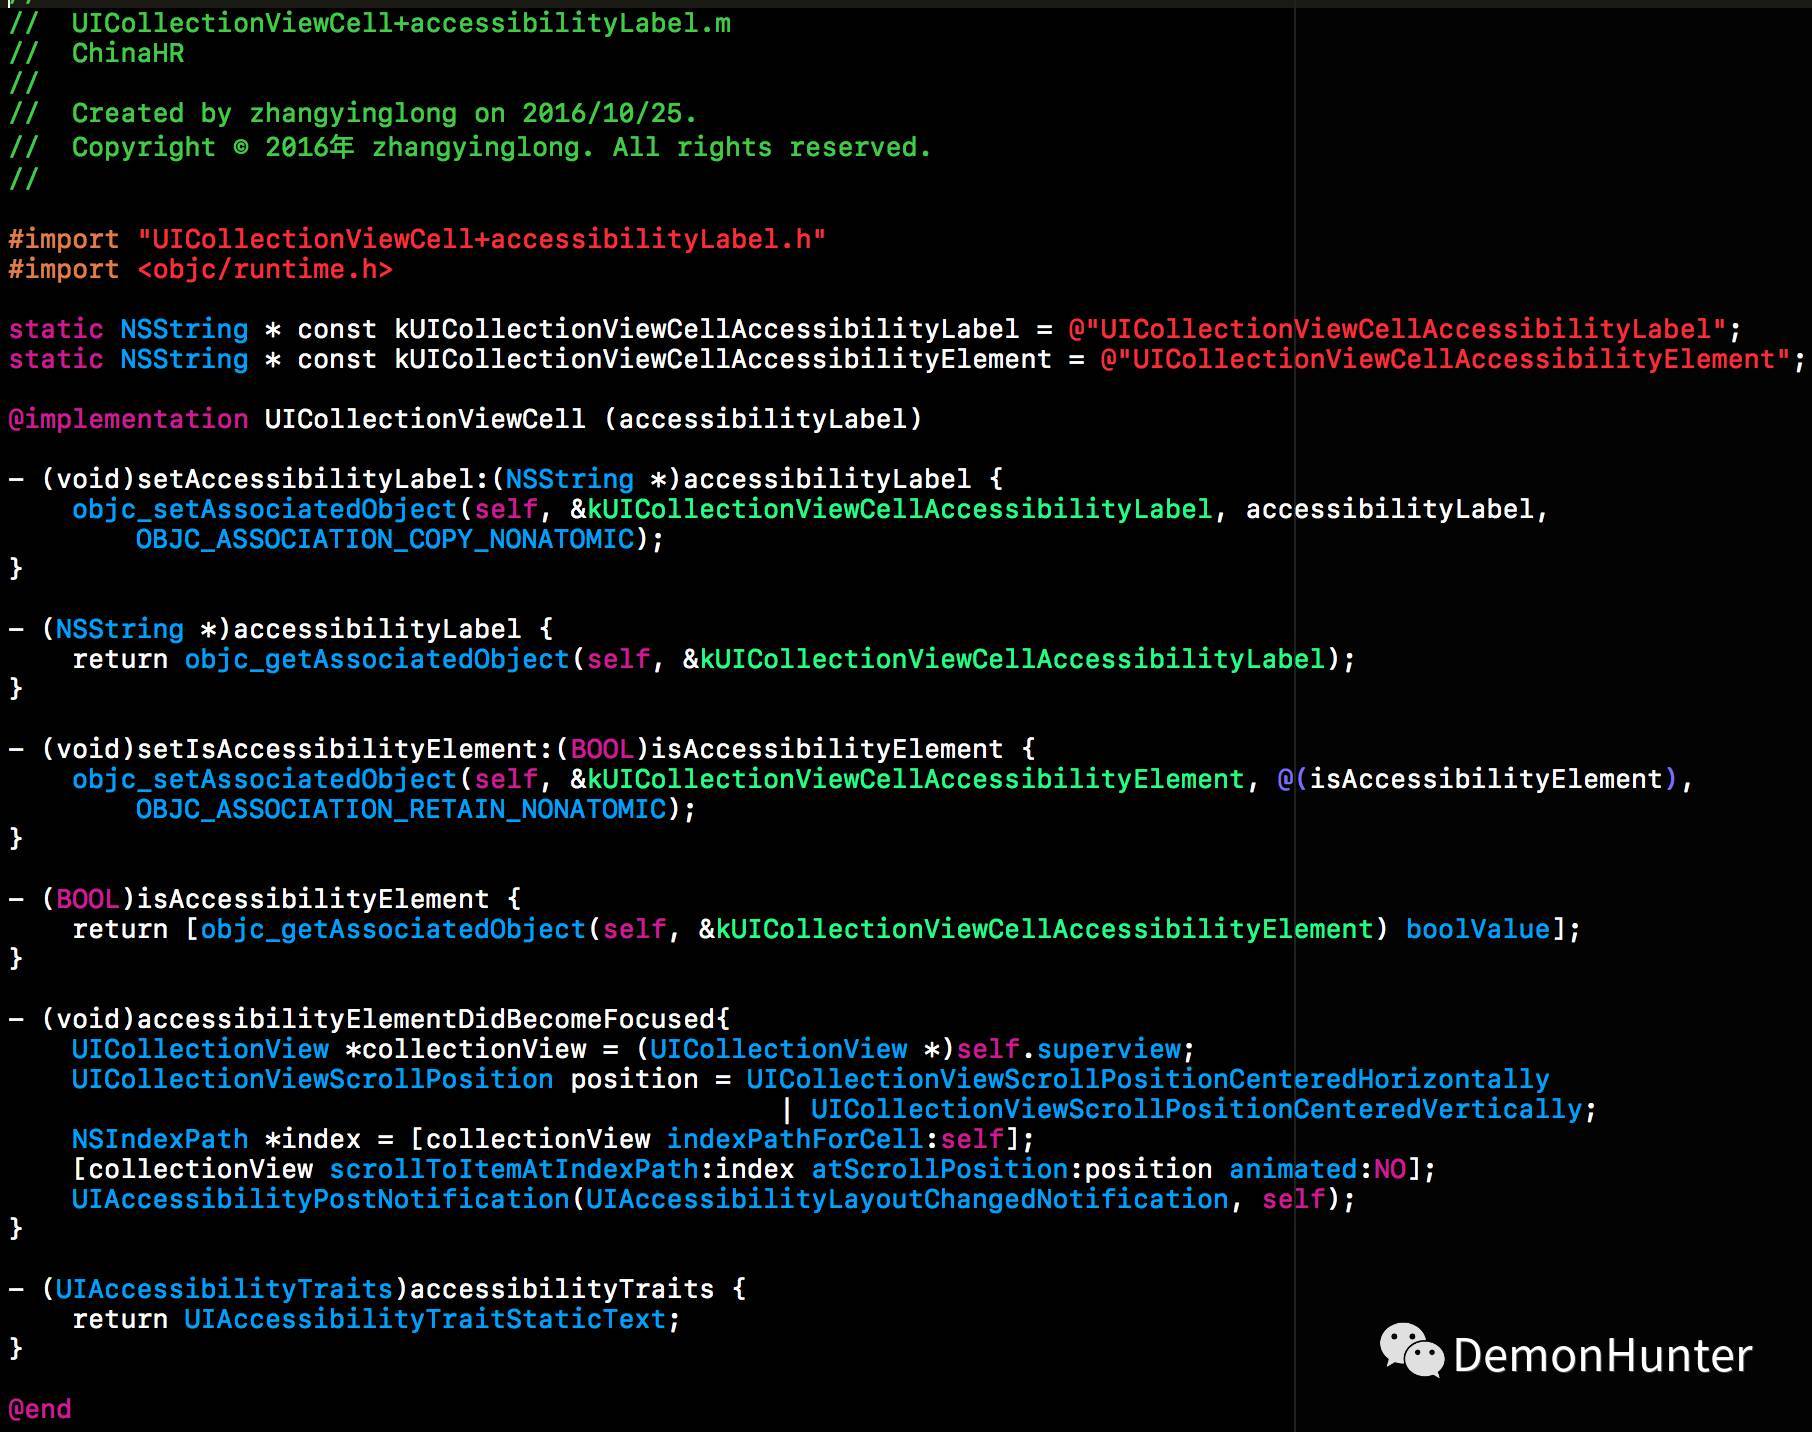 //
//  UICollectionViewCell+accessibilityLabel.m
//  ChinaHR
//
//  Created by zhangyinglong on 2016/10/25.
//  Copyright © 2016年 zhangyinglong. All rights reserved.
//
#import "UICollectionViewCell+accessibilityLabel.h"
#import <objc/runtime.h>
static NSString * const kUICollectionViewCellAccessibilityLabel = @"UICollectionViewCellAccessibilityLabel";
static NSString * const kUICollectionViewCellAccessibilityElement = @"UICollectionViewCellAccessibilityElement";
@implementation UICollectionViewCell (accessibilityLabel)
- (void)setAccessibilityLabel:(NSString *)accessibilityLabel {
    objc_setAssociatedObject(self, &kUICollectionViewCellAccessibilityLabel, accessibilityLabel,
        OBJC_ASSOCIATION_COPY_NONATOMIC);
}
- (NSString *)accessibilityLabel {
    return objc_getAssociatedObject(self, &kUICollectionViewCellAccessibilityLabel);
}
- (void)setIsAccessibilityElement:(BOOL)isAccessibilityElement {
    objc_setAssociatedObject(self, &kUICollectionViewCellAccessibilityElement, @(isAccessibilityElement),
        OBJC_ASSOCIATION_RETAIN_NONATOMIC);
}
- (BOOL)isAccessibilityElement {
    return [objc_getAssociatedObject(self, &kUICollectionViewCellAccessibilityElement) boolValue];
}
- (void)accessibilityElementDidBecomeFocused{
    UICollectionView *collectionView = (UICollectionView *)self.superview;
    UICollectionViewScrollPosition position = UICollectionViewScrollPositionCenteredHorizontally
                                                | UICollectionViewScrollPositionCenteredVertically;
    NSIndexPath *index = [collectionView indexPathForCell:self];
    [collectionView scrollToItemAtIndexPath:index atScrollPosition:position animated:NO];
    UIAccessibilityPostNotification(UIAccessibilityLayoutChangedNotification, self);
}
- (UIAccessibilityTraits)accessibilityTraits {
    return UIAccessibilityTraitStaticText;
}
@end
DemonHunter